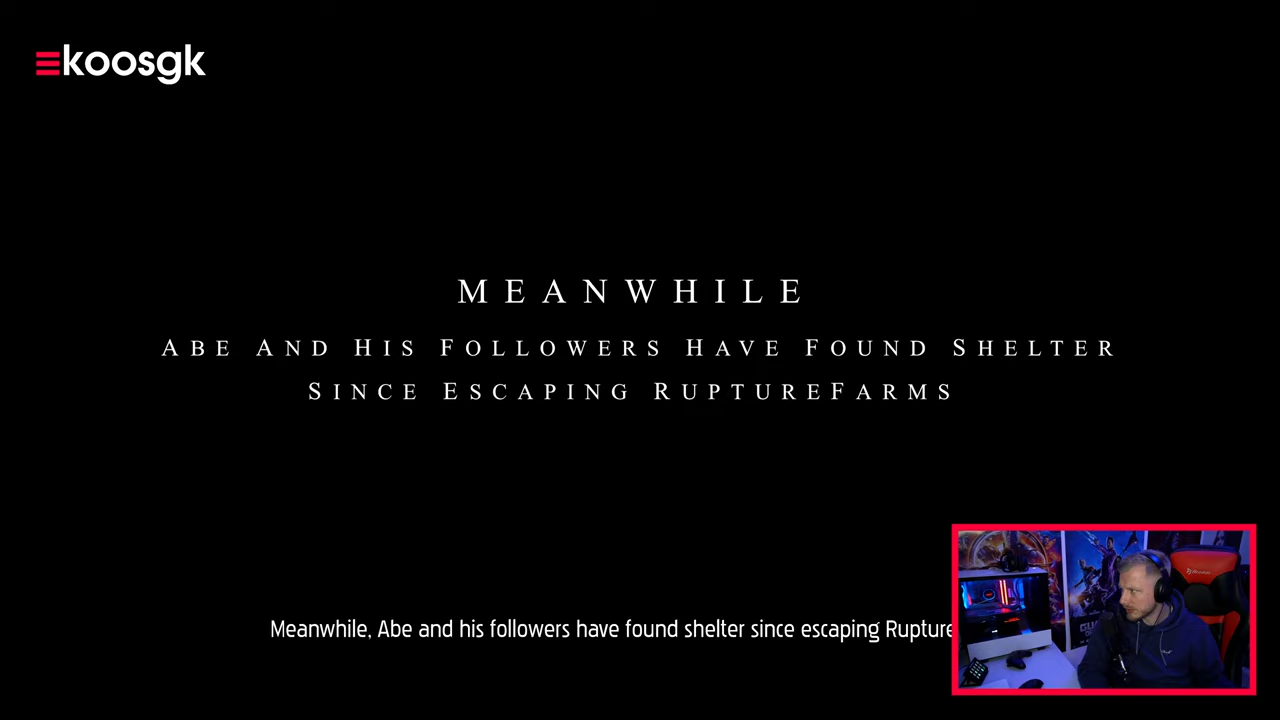 koosgk
MEANWHILE
ABE AND HIS FOLLOWERS HAVE FOUND SHELTER
SINCE ESCAPING RUPTUREFARMS
Meanwhile, Abe and his followers have found shelter since escaping Rupture